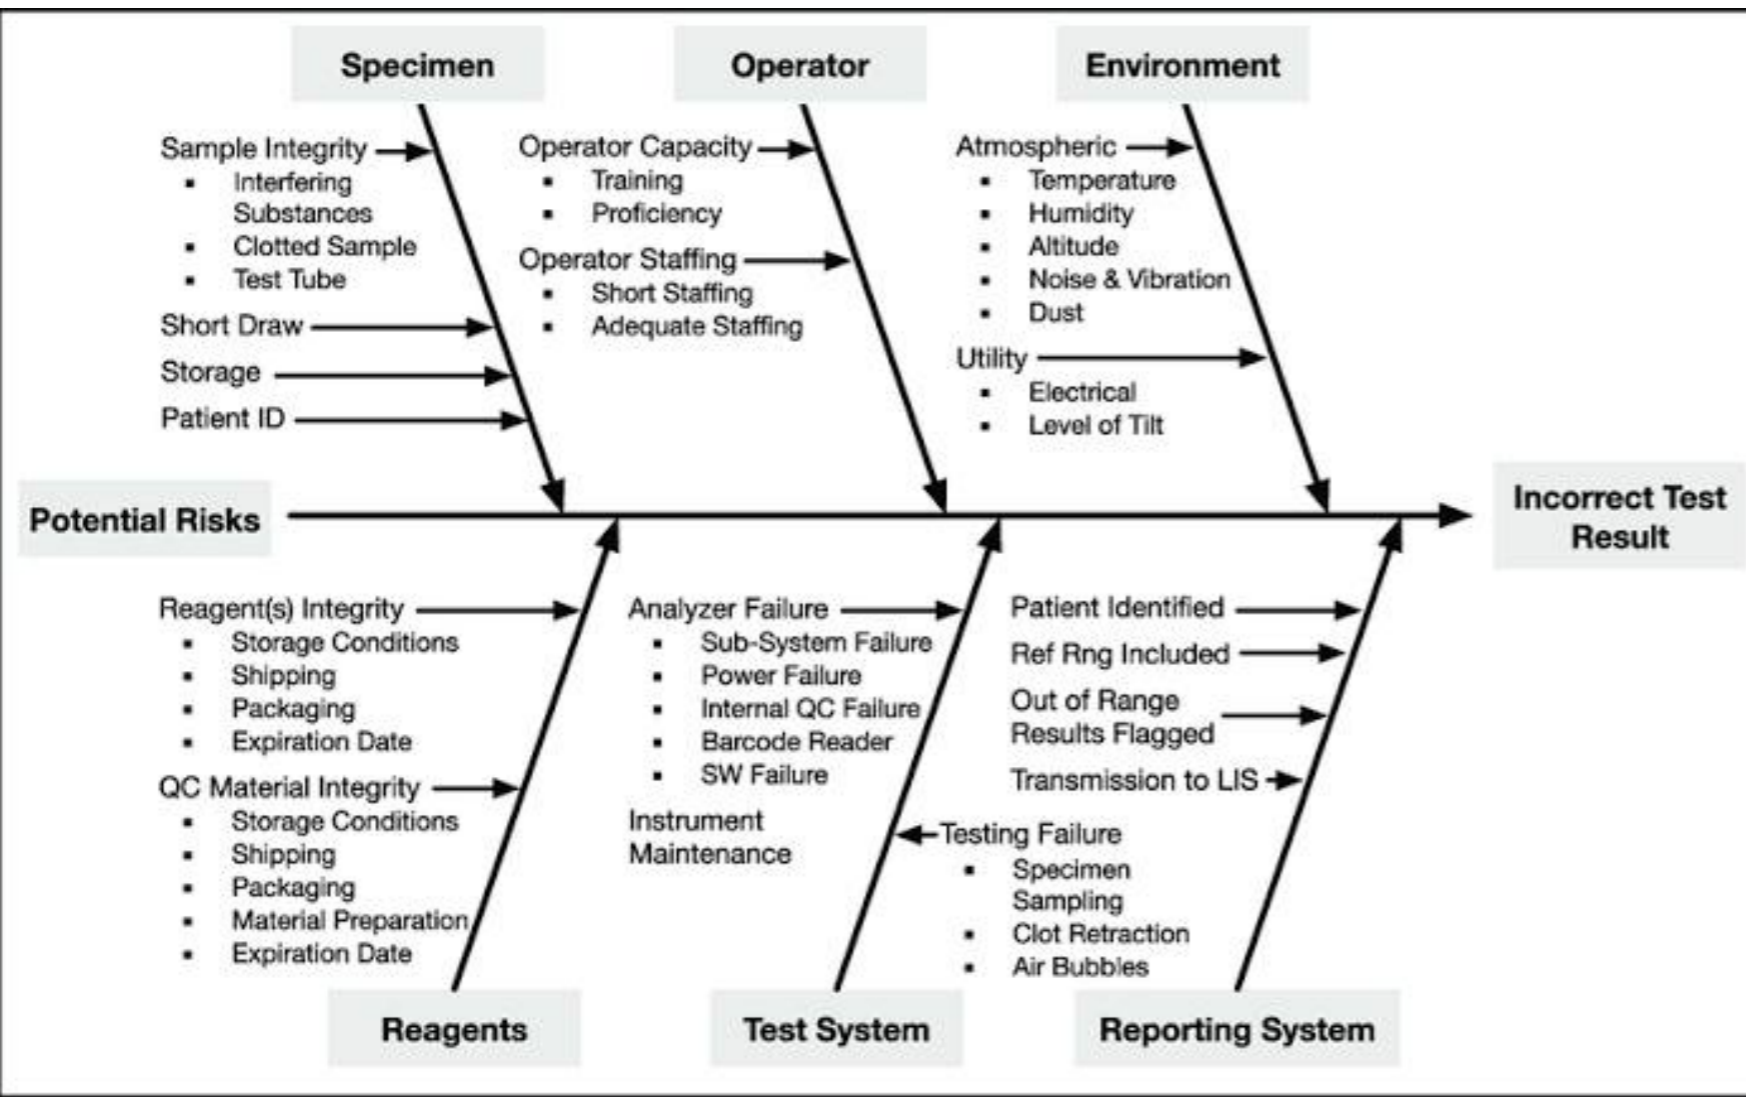 Specimen
Operator
Environment
Sample Integrity
▪ Interfering
Substances
▪ Clotted Sample
▪ Test Tube
Short Draw
Storage
Patient ID
Operator Capacity
▪ Training
▪ Proficiency
Operator Staffing
▪ Short Staffing
▪ Adequate Staffing
Atmospheric
▪ Temperature
▪ Humidity
▪ Altitude
▪ Noise & Vibration
▪ Dust
Utility
▪ Electrical
▪ Level of Tilt
Potential Risks
Incorrect Test
Result
Reagent(s) Integrity
▪ Storage Conditions
▪ Shipping
▪ Packaging
▪ Expiration Date
QC Material Integrity
▪ Storage Conditions
▪ Shipping
▪ Packaging
▪ Material Preparation
▪ Expiration Date
Analyzer Failure
▪ Sub-System Failure
▪ Power Failure
▪ Internal QC Failure
▪ Barcode Reader
▪ SW Failure
Instrument
Maintenance
Patient Identified
Ref Rng Included
Out of Range
Results Flagged
Transmission to LIS
Testing Failure
▪ Specimen
Sampling
▪ Clot Retraction
▪ Air Bubbles
Reagents
Test System
Reporting System